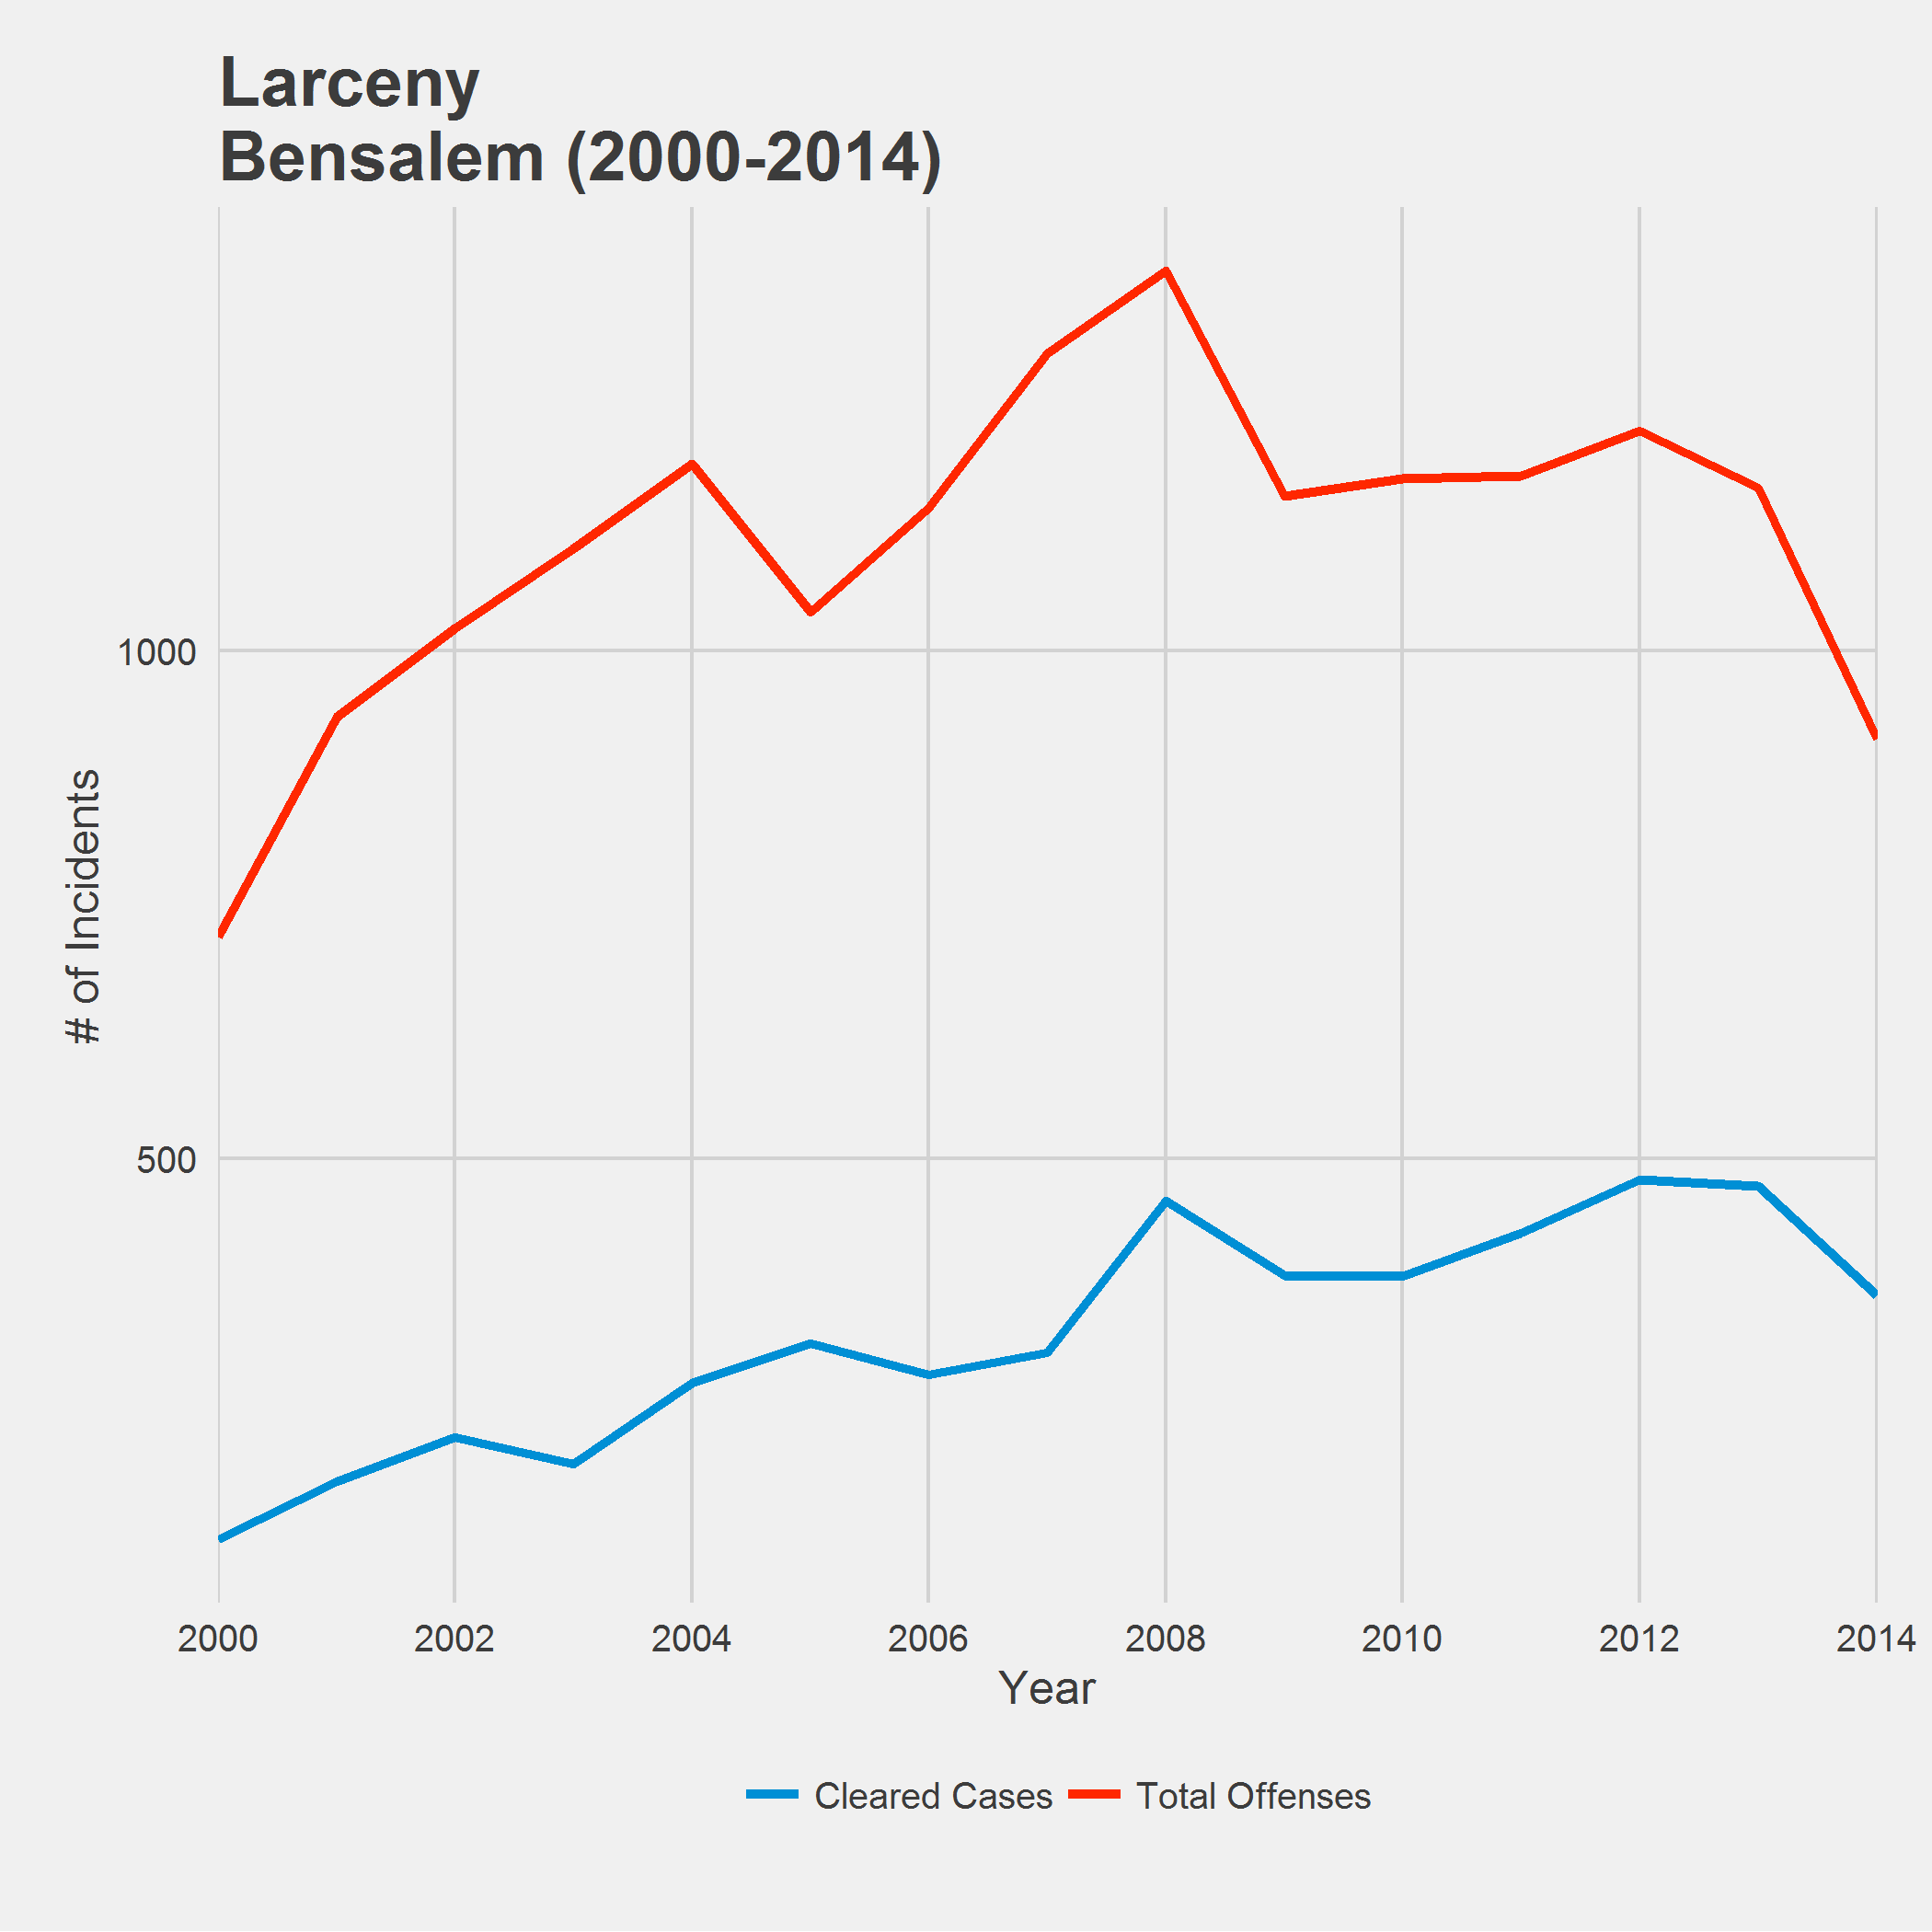 Larceny
Bensalem (2000-2014)
1000
500
# of Incidents
2000 2002 2004 2006 2008 2010 2012 2014
Year
Cleared Cases Total Offenses